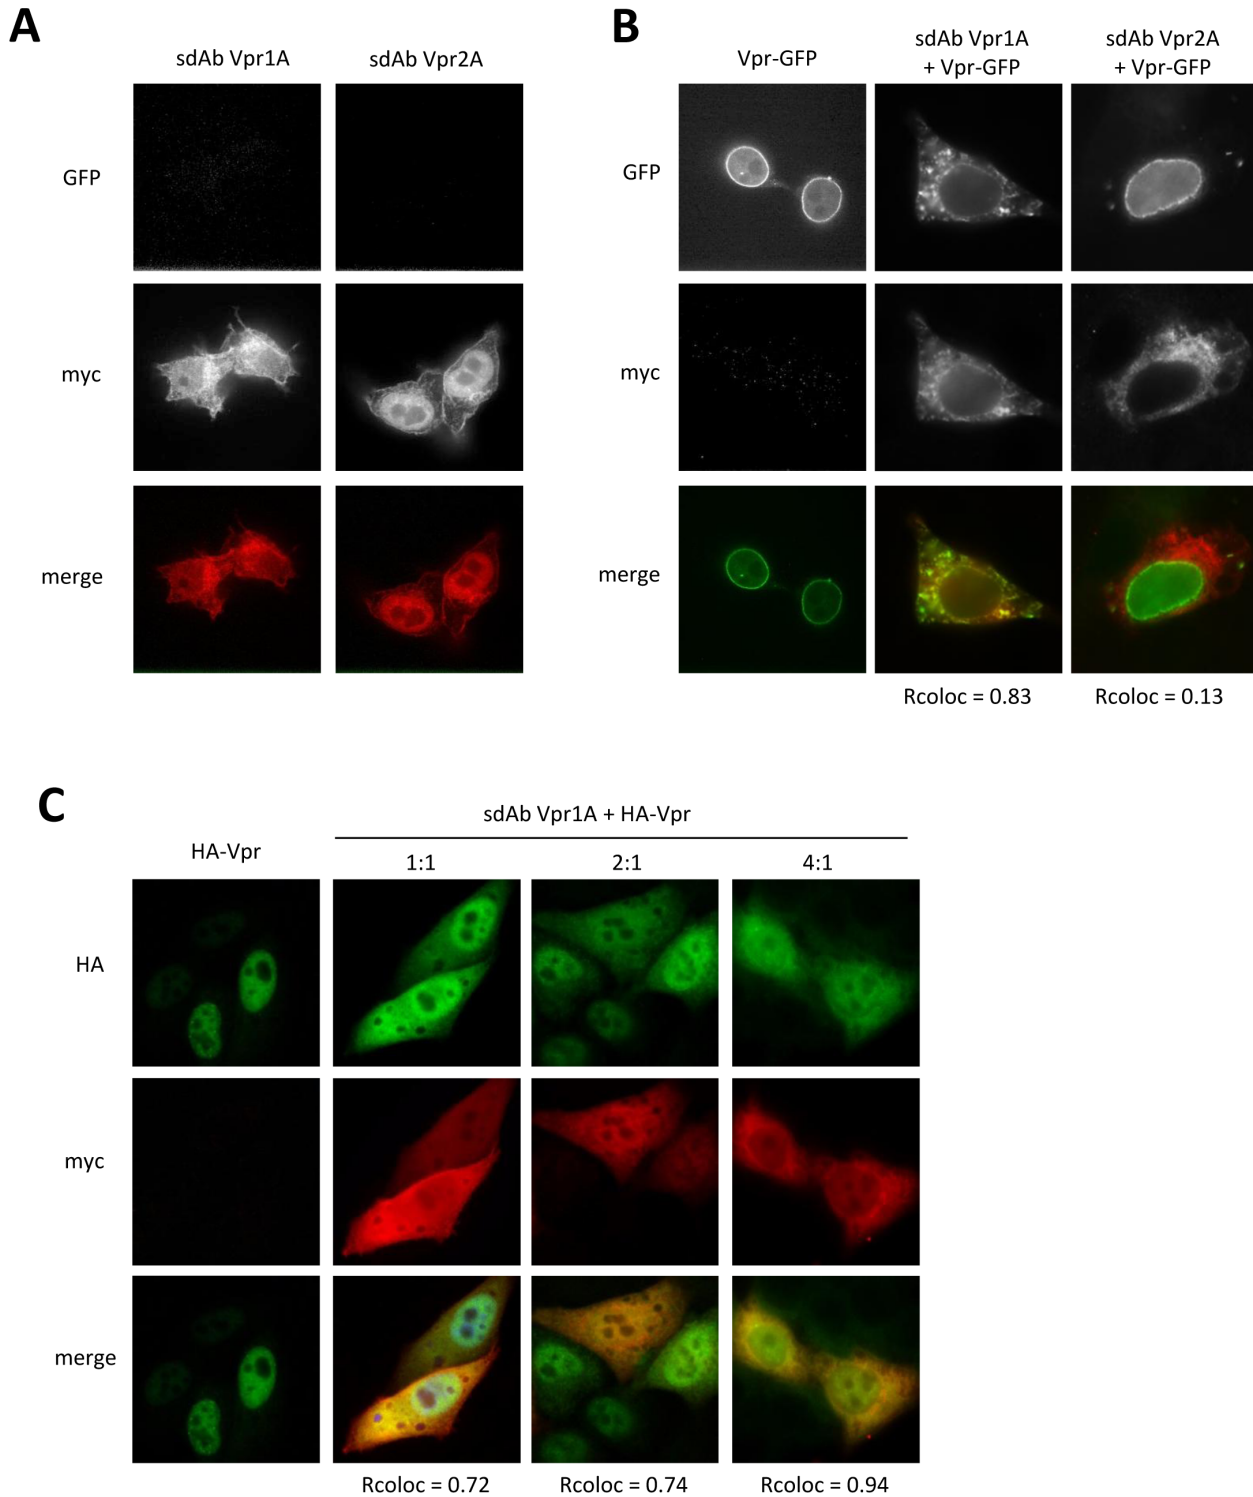 A
sdAb Vpr1A
sdAb Vpr2A
GFP
myc
merge
B
Vpr-GFP
sdAb Vpr1A
+ Vpr-GFP
sdAb Vpr2A
+ Vpr-GFP
GFP
myc
merge
Rcoloc = 0.83
Rcoloc = 0.13
C
sdAb Vpr1A + HA-Vpr
HA-Vpr
1:1
2:1
4:1
HA
myc
merge
Rcoloc = 0.72
Rcoloc = 0.74
Rcoloc = 0.94